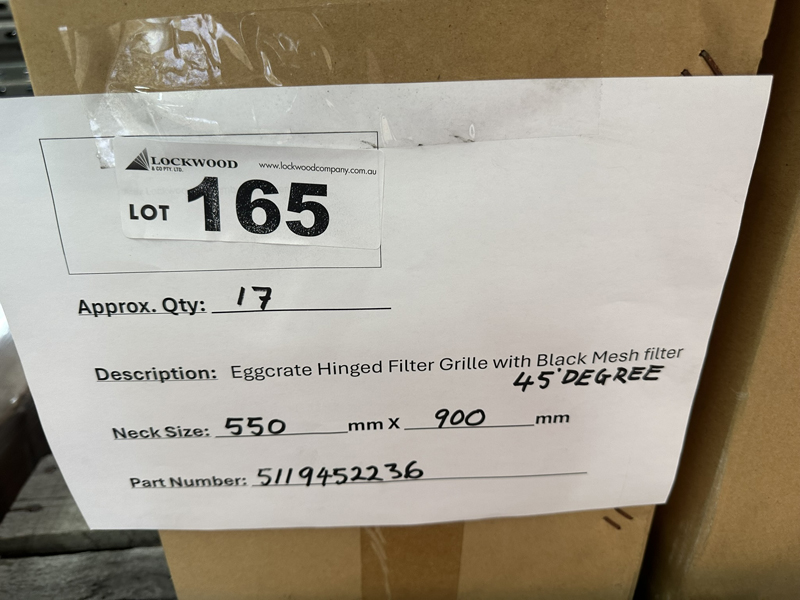 LOCKWOOD
& CO PTY. LTD.
www.lockwoodcompany.com.au
LOT 165
Approx. Qty: 17
Description: Eggcrate Hinged Filter Grille with Black Mesh filter
45° DEGREE
Neck Size: 550 mm X 900 mm
Part Number: 5119452236